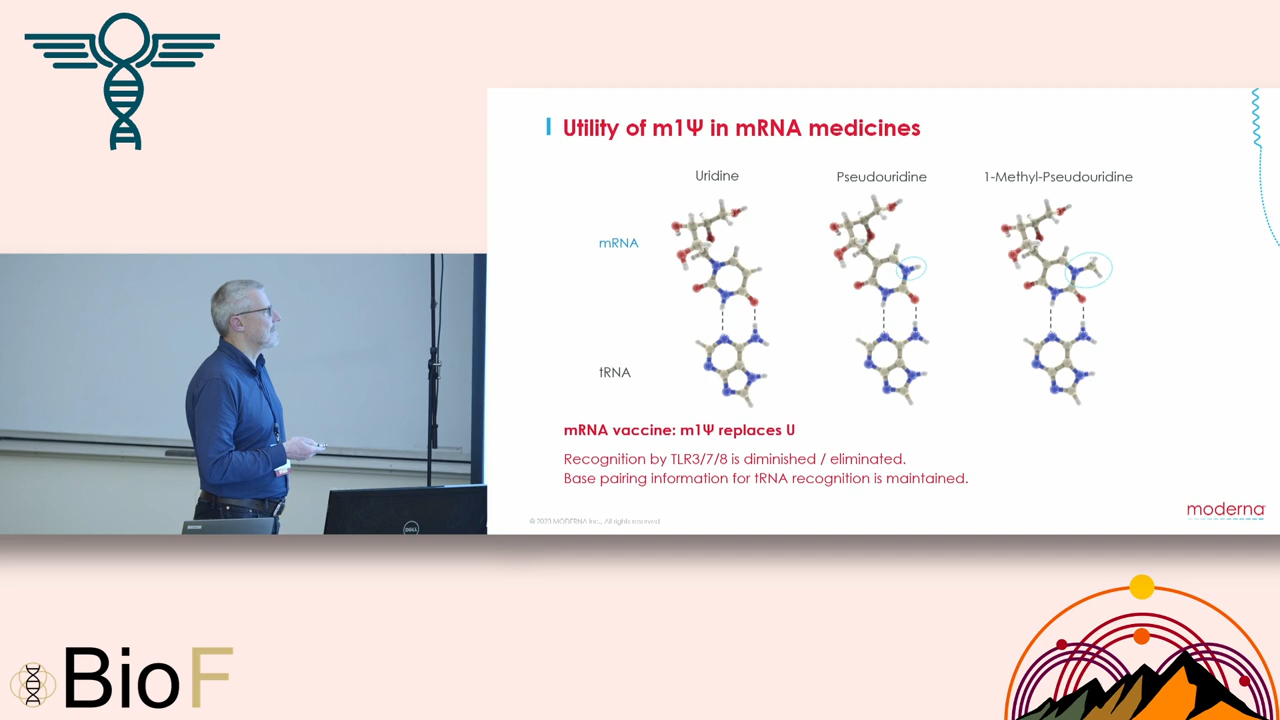 Utility of m1Ψ in mRNA medicines
Uridine
Pseudouridine
1-Methyl-Pseudouridine
mRNA
tRNA
mRNA vaccine: m1Ψ replaces U
Recognition by TLR3/7/8 is diminished / eliminated.
Base pairing information for tRNA recognition is maintained.
© 2020 MODERNA Inc., All rights reserved
moderna
DELL
BioF